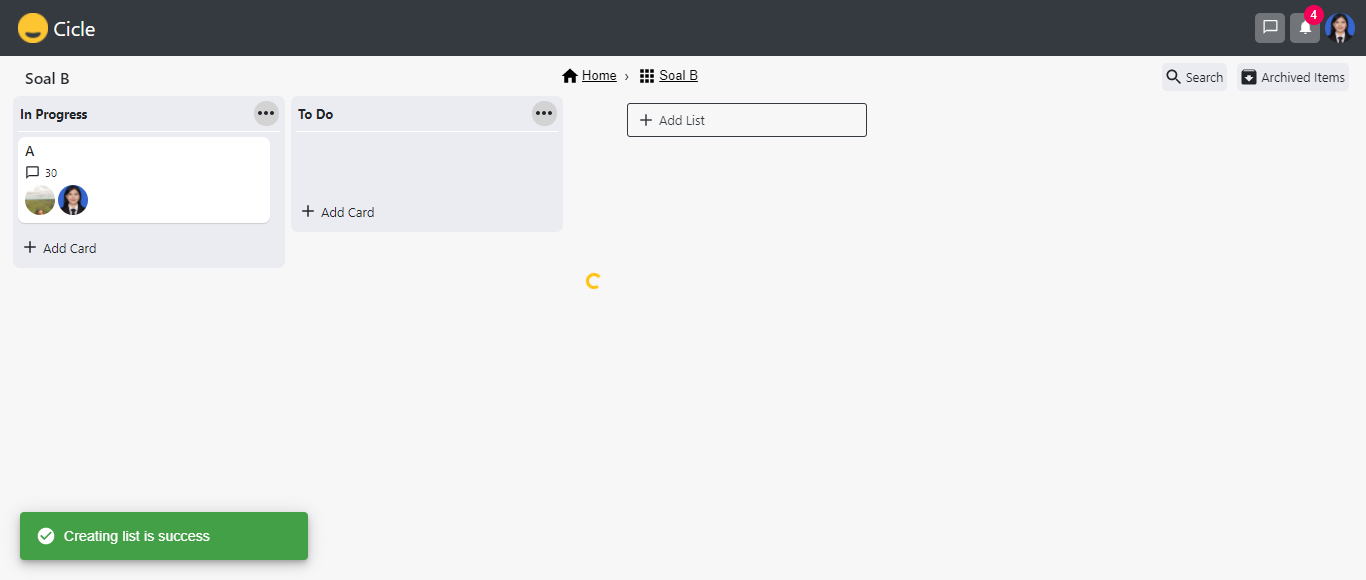 Cicle
4
Soal B
Home › Soal B
Search
Archived Items
In Progress
A
30
Add Card
To Do
Add Card
Add List
Creating list is success